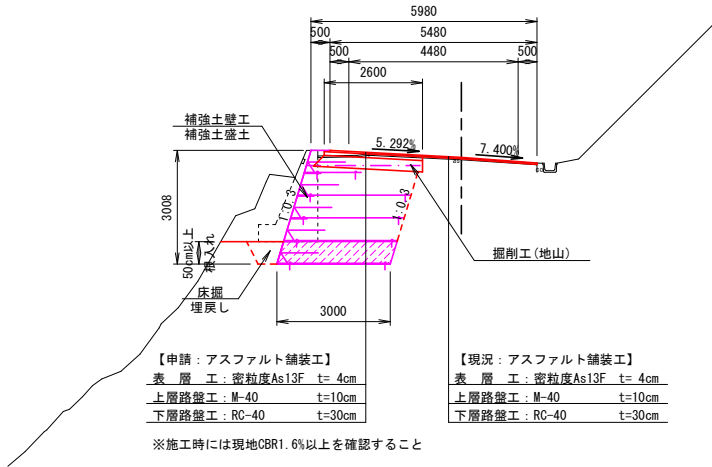 5980
500 5480
500 4480 500
2600
補強土壁工
補強土盛土
5.292%
7.400%
3008
1:0.3
1:0.3
50cm以上
根入れ
掘削工(地山)
床掘
埋戻し
3000
【申請：アスファルト舗装工】
表 層 工：密粒度As13F t= 4cm
上層路盤工：M-40 t=10cm
下層路盤工：RC-40 t=30cm
【現況：アスファルト舗装工】
表 層 工：密粒度As13F t= 4cm
上層路盤工：M-40 t=10cm
下層路盤工：RC-40 t=30cm
※施工時には現地CBR1.6%以上を確認すること